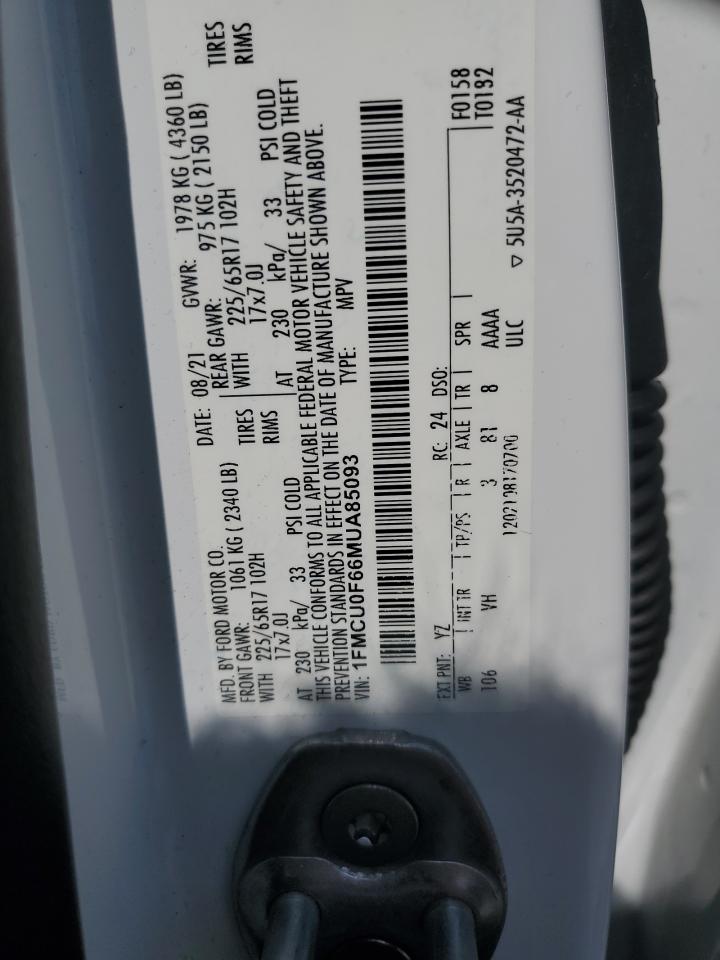 MFD. BY FORD MOTOR CO.
DATE: 08/21 GVWR: 1978 KG ( 4360 LB)
FRONT GAWR: 1061 KG ( 2340 LB) REAR GAWR: 975 KG ( 2150 LB)
WITH 225/65R17 102H TIRES WITH 225/65R17 102H TIRES
17x7.0J RIMS 17x7.0J RIMS
AT 230 kPa/ 33 PSI COLD AT 230 kPa/ 33 PSI COLD
THIS VEHICLE CONFORMS TO ALL APPLICABLE FEDERAL MOTOR VEHICLE SAFETY AND THEFT
PREVENTION STANDARDS IN EFFECT ON THE DATE OF MANUFACTURE SHOWN ABOVE.
VIN: 1FMCU0F66MUA85093 TYPE: MPV
EXT PNT: YZ RC: 24 DSO: F0158
WB INT TR TP/PS R AXLE TR SPR T0192
106 VH 3 81 8 AAAA
ULC
▽ 5U5A-3520472-AA